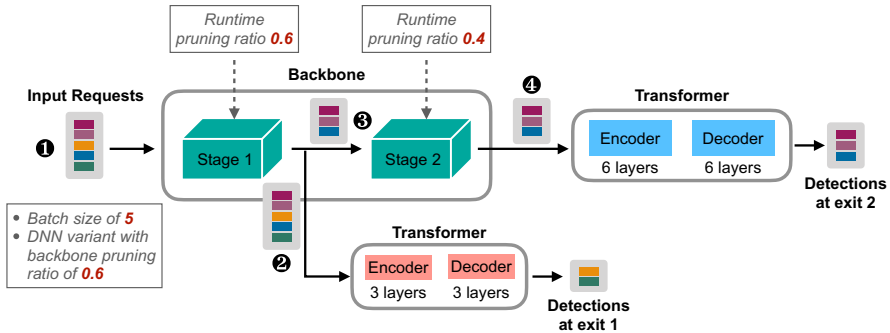 Runtime
pruning ratio 0.6
Runtime
pruning ratio 0.4
Backbone
Input Requests
❶
Stage 1
❸
Stage 2
❹
Transformer
Encoder
Decoder
6 layers
6 layers
Detections
at exit 2
• Batch size of 5
• DNN variant with
backbone pruning
ratio of 0.6
❷
Transformer
Encoder
Decoder
3 layers
3 layers
Detections
at exit 1